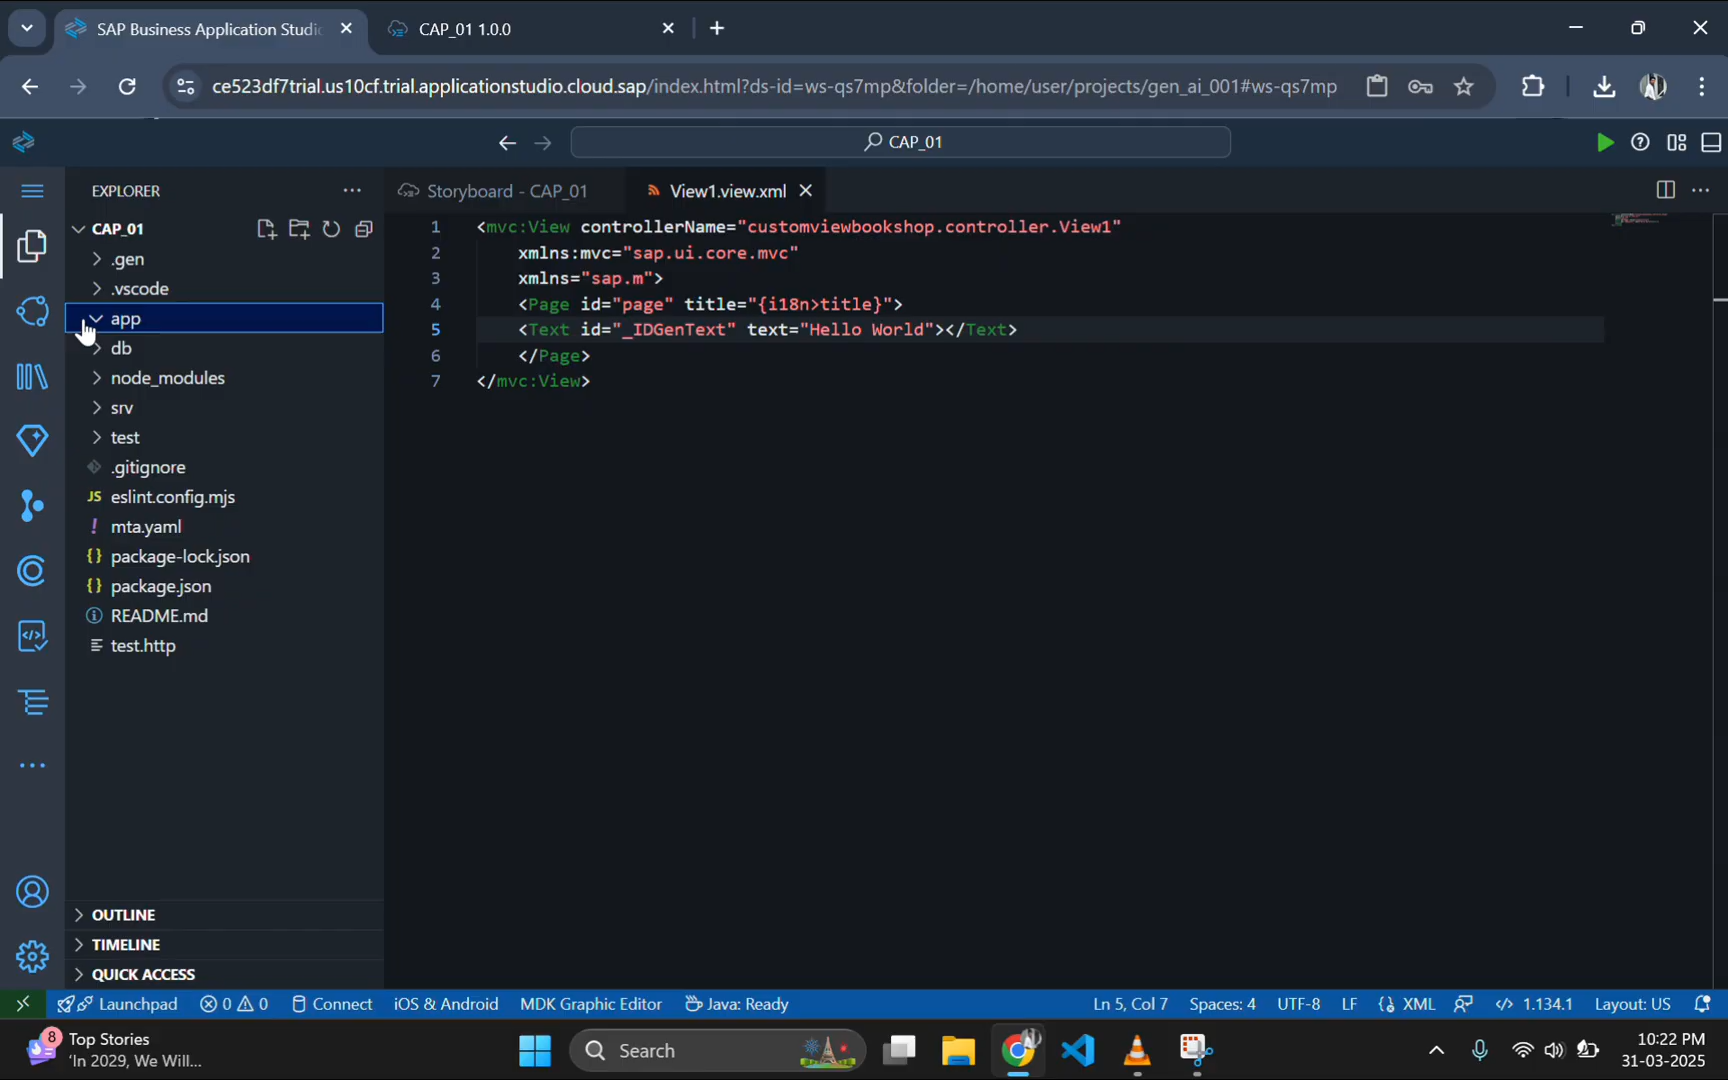 SAP Business Application Studio
CAP_01 1.0.0
ce523df7trial.us10cf.trial.applicationstudio.cloud.sap/index.html?ds-id=ws-qs7mp&folder=/home/user/projects/gen_ai_001#ws-qs7mp
CAP_01
EXPLORER
Storyboard - CAP_01
View1.view.xml
CAP_01
.gen
.vscode
app
db
node_modules
srv
test
.gitignore
JS eslint.config.mjs
! mta.yaml
{} package-lock.json
{} package.json
README.md
test.http
1 <mvc:View controllerName="customviewbookshop.controller.View1"
2 xmlns:mvc="sap.ui.core.mvc"
3 xmlns="sap.m">
4 <Page id="page" title="{i18n>title}">
5 <Text id="_IDGenText" text="Hello World"></Text>
6 </Page>
7 </mvc:View>
OUTLINE
TIMELINE
QUICK ACCESS
Launchpad 0 0 Connect iOS & Android MDK Graphic Editor Java: Ready Ln 5, Col 7 Spaces: 4 UTF-8 LF {} XML 1.134.1 Layout: US
8
Top Stories
'In 2029, We Will...
Search
10:22 PM
31-03-2025